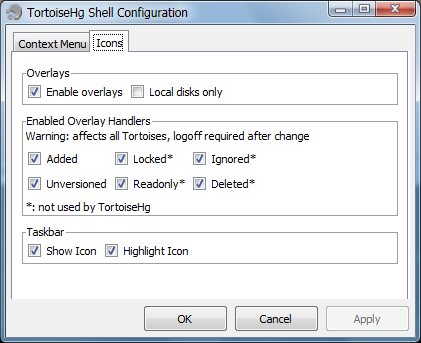 TortoiseHg Shell Configuration
Context Menu Icons
Overlays
Enable overlays Local disks only
Enabled Overlay Handlers
Warning: affects all Tortoises, logoff required after change
Added Locked* Ignored*
Unversioned Readonly* Deleted*
*: not used by TortoiseHg
Taskbar
Show Icon Highlight Icon
OK Cancel Apply